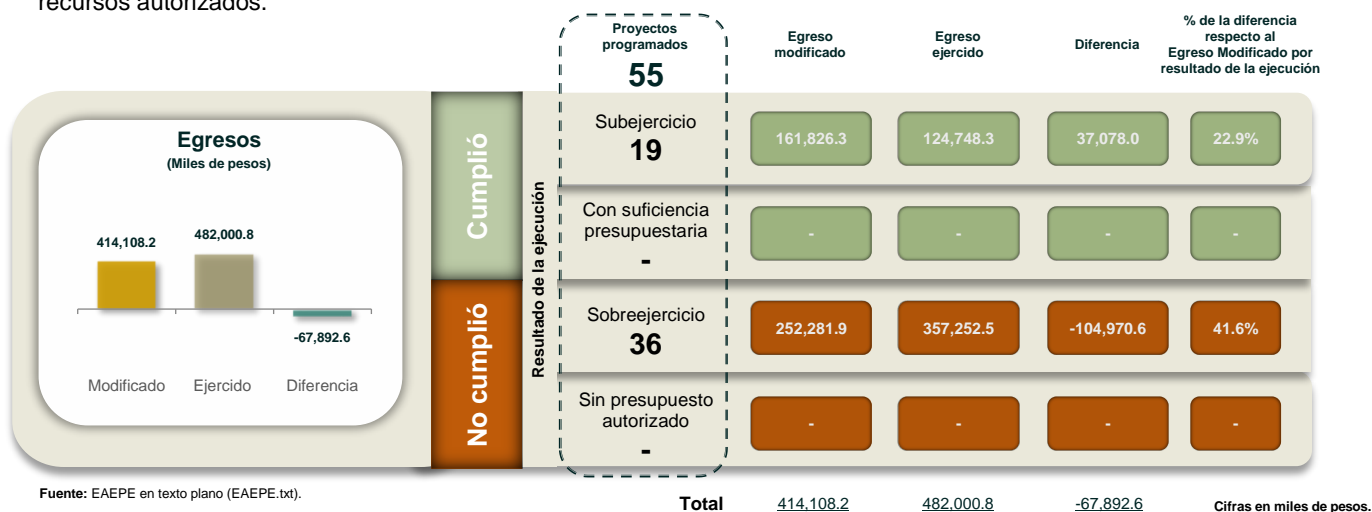 recursos autorizados.
Proyectos
programados
55
Egreso
modificado
Egreso
ejercido
Diferencia
% de la diferencia
respecto al
Egreso Modificado por
resultado de la ejecución
Egresos
(Miles de pesos)
414,108.2
482,000.8
-67,892.6
Modificado
Ejercido
Diferencia
Cumplió
No cumplió
Resultado de la ejecución
Subejercicio
19
161,826.3
124,748.3
37,078.0
22.9%
Con suficiencia
presupuestaria
-
-
-
-
-
Sobreejercicio
36
252,281.9
357,252.5
-104,970.6
41.6%
Sin presupuesto
autorizado
-
-
-
-
-
Fuente: EAEPE en texto plano (EAEPE.txt).
Total 414,108.2 482,000.8 -67,892.6
Cifras en miles de pesos.